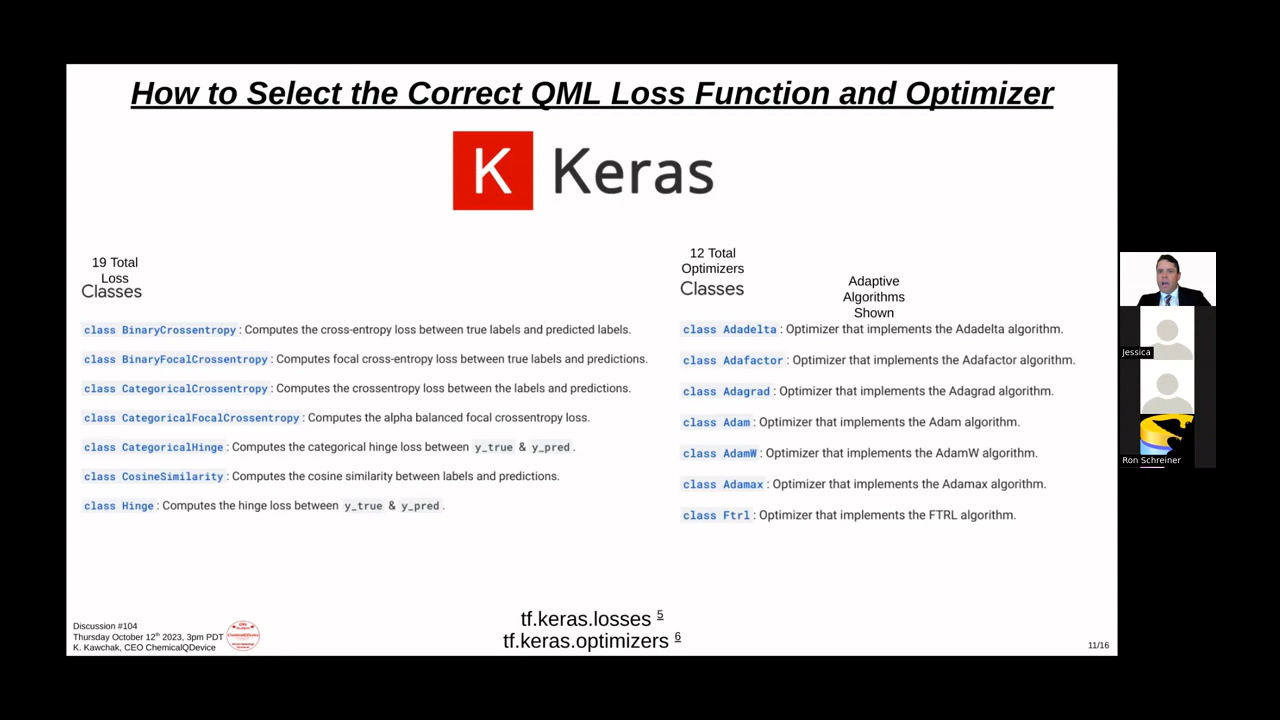 How to Select the Correct QML Loss Function and Optimizer
K Keras
19 Total
Loss
Classes
class BinaryCrossentropy : Computes the cross-entropy loss between true labels and predicted labels.
class BinaryFocalCrossentropy : Computes focal cross-entropy loss between true labels and predictions.
class CategoricalCrossentropy : Computes the crossentropy loss between the labels and predictions.
class CategoricalFocalCrossentropy : Computes the alpha balanced focal crossentropy loss.
class CategoricalHinge : Computes the categorical hinge loss between y_true & y_pred.
class CosineSimilarity : Computes the cosine similarity between labels and predictions.
class Hinge : Computes the hinge loss between y_true & y_pred.
12 Total
Optimizers
Classes
Adaptive
Algorithms
Shown
class Adadelta : Optimizer that implements the Adadelta algorithm.
class Adafactor : Optimizer that implements the Adafactor algorithm.
class Adagrad : Optimizer that implements the Adagrad algorithm.
class Adam : Optimizer that implements the Adam algorithm.
class AdamW : Optimizer that implements the AdamW algorithm.
class Adamax : Optimizer that implements the Adamax algorithm.
class Ftrl : Optimizer that implements the FTRL algorithm.
tf.keras.losses 5
tf.keras.optimizers 6
Discussion #104
Thursday October 12th 2023, 3pm PDT
K. Kawchak, CEO ChemicalQDevice
11/16
Jessica
Ron Schreiner